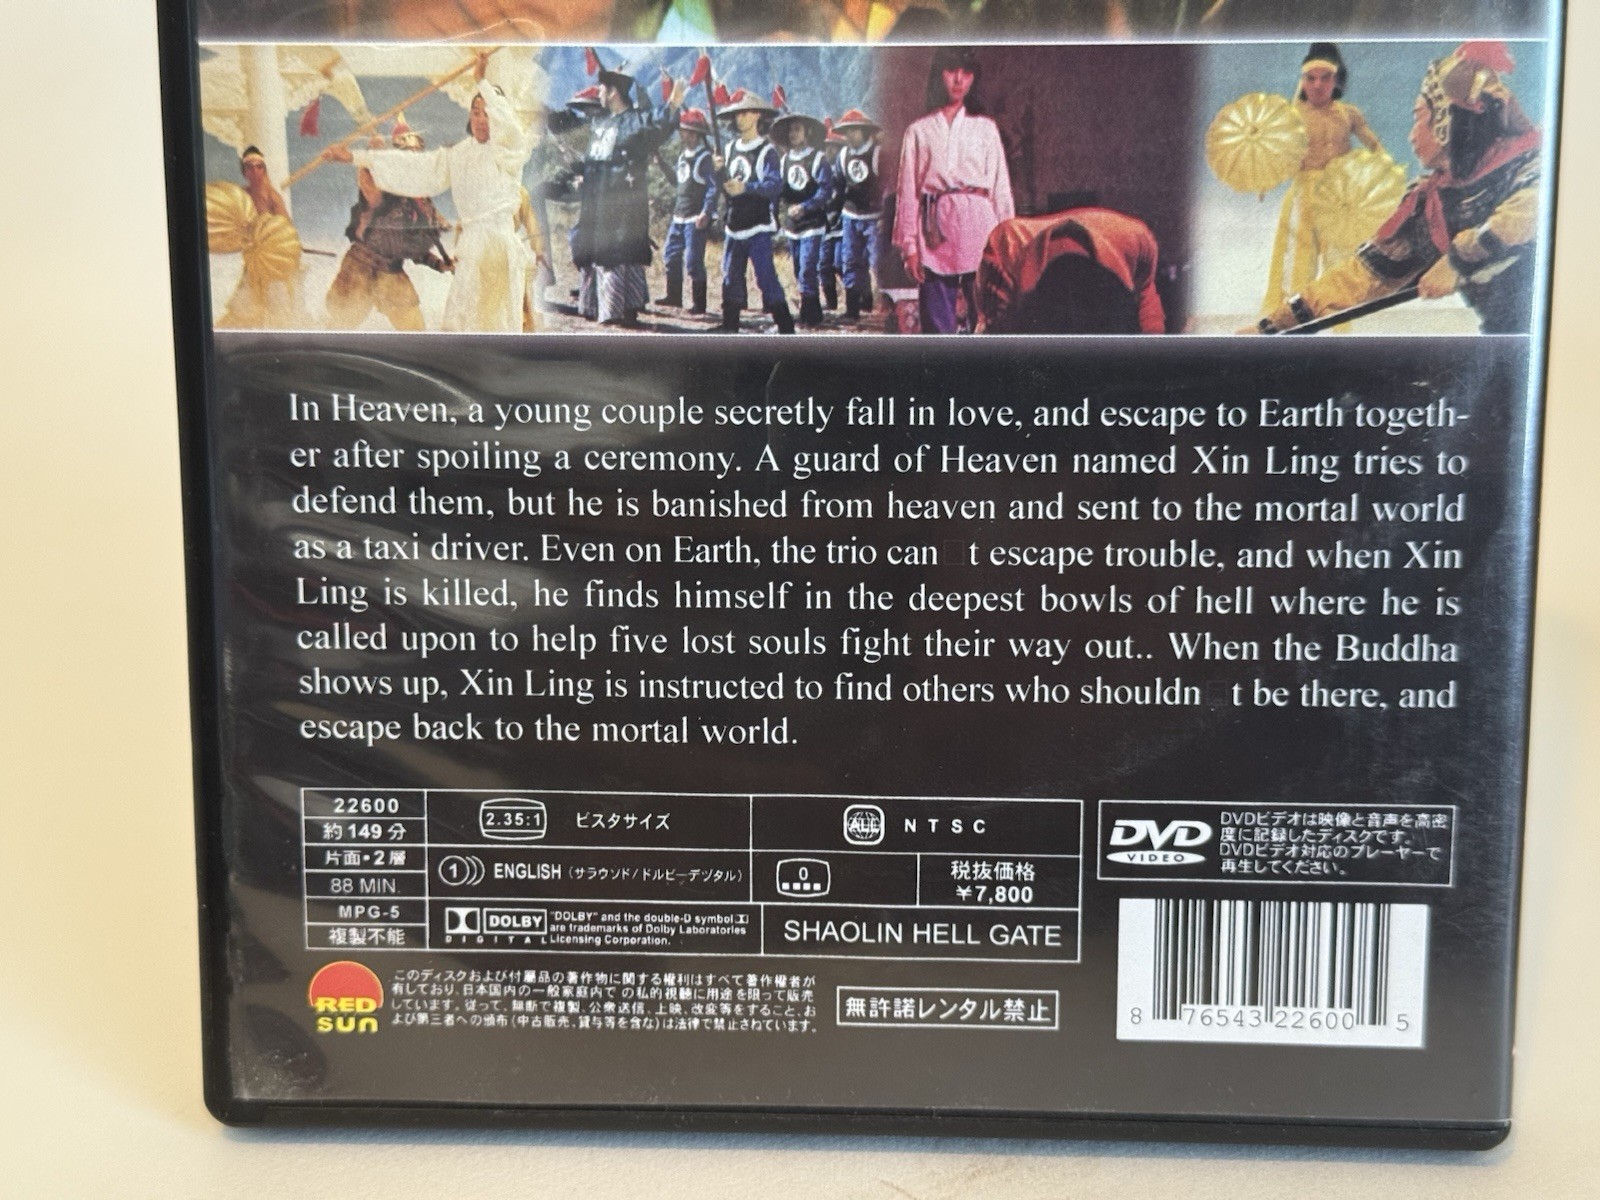 In Heaven, a young couple secretly fall in love, and escape to Earth togeth-
er after spoiling a ceremony. A guard of Heaven named Xin Ling tries to
defend them, but he is banished from heaven and sent to the mortal world
as a taxi driver. Even on Earth, the trio can□t escape trouble, and when Xin
Ling is killed, he finds himself in the deepest bowls of hell where he is
called upon to help five lost souls fight their way out.. When the Buddha
shows up, Xin Ling is instructed to find others who shouldn□t be there, and
escape back to the mortal world.
22600
約149分
片面・2層
88 MIN.
MPG-5
複製不能
2.35:1 ビスタサイズ
ALL NTSC
1 ENGLISH (サラウンド/ドルビーデジタル)
0
税抜価格
¥7,800
DOLBY
DIGITAL
"DOLBY" and the double-D symbol
are trademarks of Dolby Laboratories
Licensing Corporation.
SHAOLIN HELL GATE
DVD
VIDEO
DVDビデオは映像と音声を高密
度に記録したディスクです。
DVDビデオ対応のプレーヤーで
再生してください。
RED
sun
このディスクおよび付属品の著作物に関する権利はすべて著作権者が
有しており、日本国内の一般家庭内で の私的視聴に用途を限って販売
しています。従って、無断で複製、公衆送信、上映、改変等をすること、お
よび第三者への頒布(中古販売、貸与等を含な)は法律で禁止されています。
無許諾レンタル禁止
8 76543 22600 5